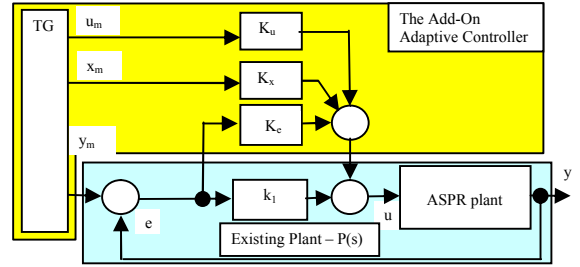 TG
u_m
K_u
The Add-On
Adaptive Controller
x_m
K_x
K_e
y_m
y
e
k_1
u
ASPR plant
Existing Plant – P(s)